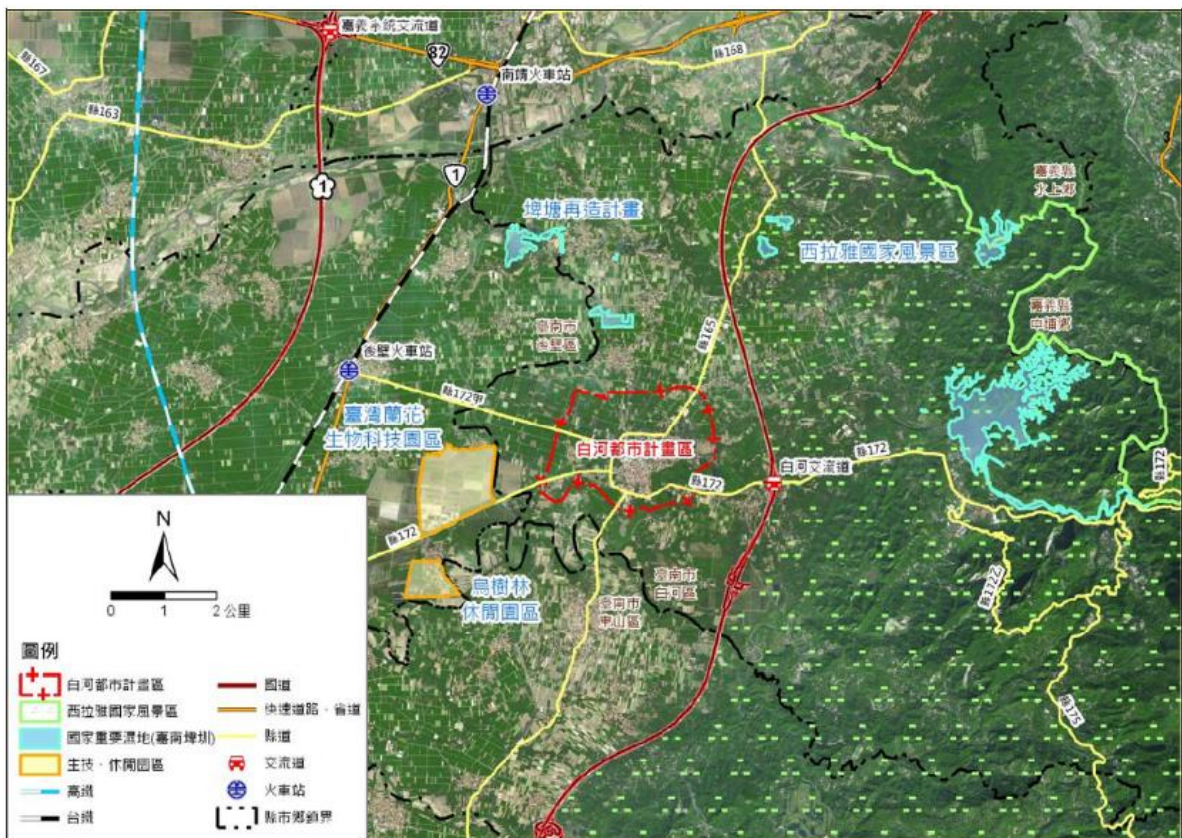 嘉義系統交流道
82
縣168
縣167
南靖火車站
縣163
3
1
1
嘉義縣
水上鄉
埤塘再造計畫
西拉雅國家風景區
縣165
嘉義縣
中埔鄉
臺南市
後壁區
後壁火車站
縣172甲
臺灣蘭花
生物科技園區
白河都市計畫區
白河交流道
縣172
縣172
縣172
縣172
烏樹林
休閒園區
臺南市
白河區
臺南市
東山區
縣172乙
縣175
N
0 1 2 公里
圖例
白河都市計畫區
西拉雅國家風景區
國家重要濕地(嘉南埤圳)
生技、休閒園區
高鐵
台鐵
國道
快速道路、省道
縣道
交流道
火車站
縣市鄉鎮界